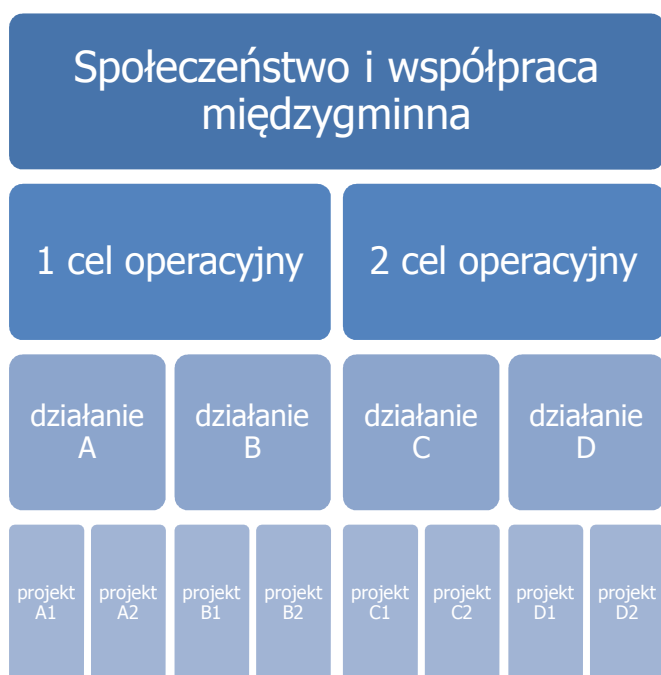 Społeczeństwo i współpraca
międzygminna
1 cel operacyjny
2 cel operacyjny
działanie
A
działanie
B
działanie
C
działanie
D
projekt
A1
projekt
A2
projekt
B1
projekt
B2
projekt
C1
projekt
C2
projekt
D1
projekt
D2